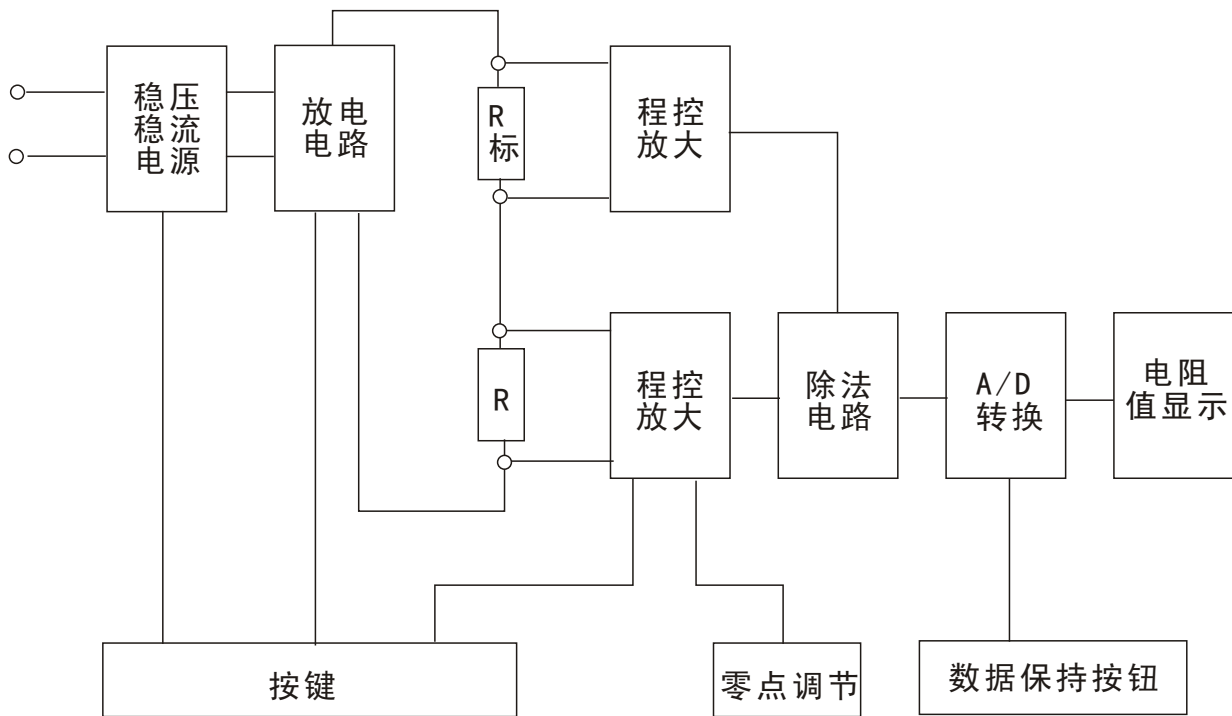 稳压
稳流
电源
放电
电路
R
标
程控
放大
R
程控
放大
除法
电路
A/D
转换
电阻
值显示
按键
零点调节
数据保持按钮